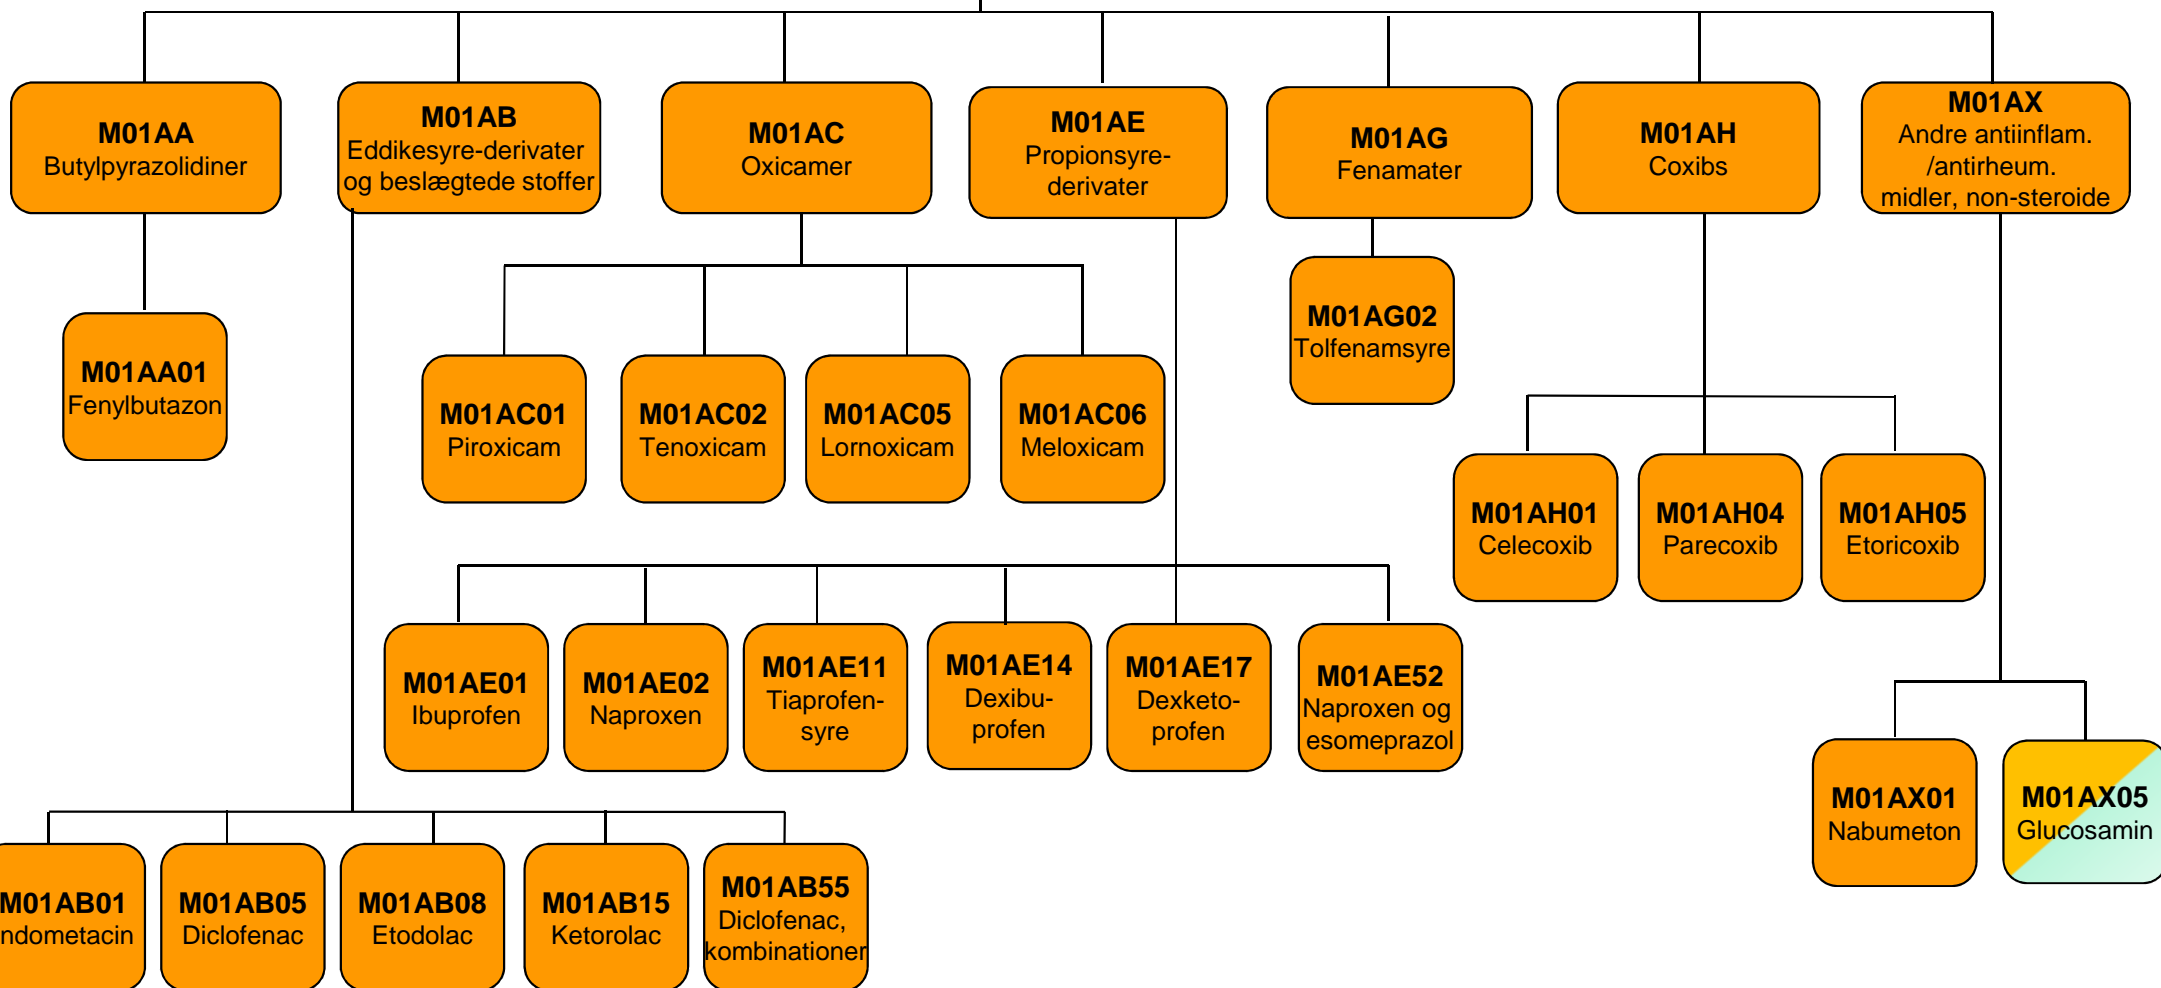 M01AA
Butylpyrazolidiner
M01AB
Eddikesyre-derivater
og beslægtede stoffer
M01AC
Oxicamer
M01AE
Propionsyre-
derivater
M01AG
Fenamater
M01AH
Coxibs
M01AX
Andre antiinflam.
/antirheum.
midler, non-steroide
M01AA01
Fenylbutazon
M01AC01
Piroxicam
M01AC02
Tenoxicam
M01AC05
Lornoxicam
M01AC06
Meloxicam
M01AG02
Tolfenamsyre
M01AH01
Celecoxib
M01AH04
Parecoxib
M01AH05
Etoricoxib
M01AE01
Ibuprofen
M01AE02
Naproxen
M01AE11
Tiaprofen-
syre
M01AE14
Dexibu-
profen
M01AE17
Dexketo-
profen
M01AE52
Naproxen og
esomeprazol
M01AX01
Nabumeton
M01AX05
Glucosamin
M01AB01
ndometacin
M01AB05
Diclofenac
M01AB08
Etodolac
M01AB15
Ketorolac
M01AB55
Diclofenac,
kombinationer